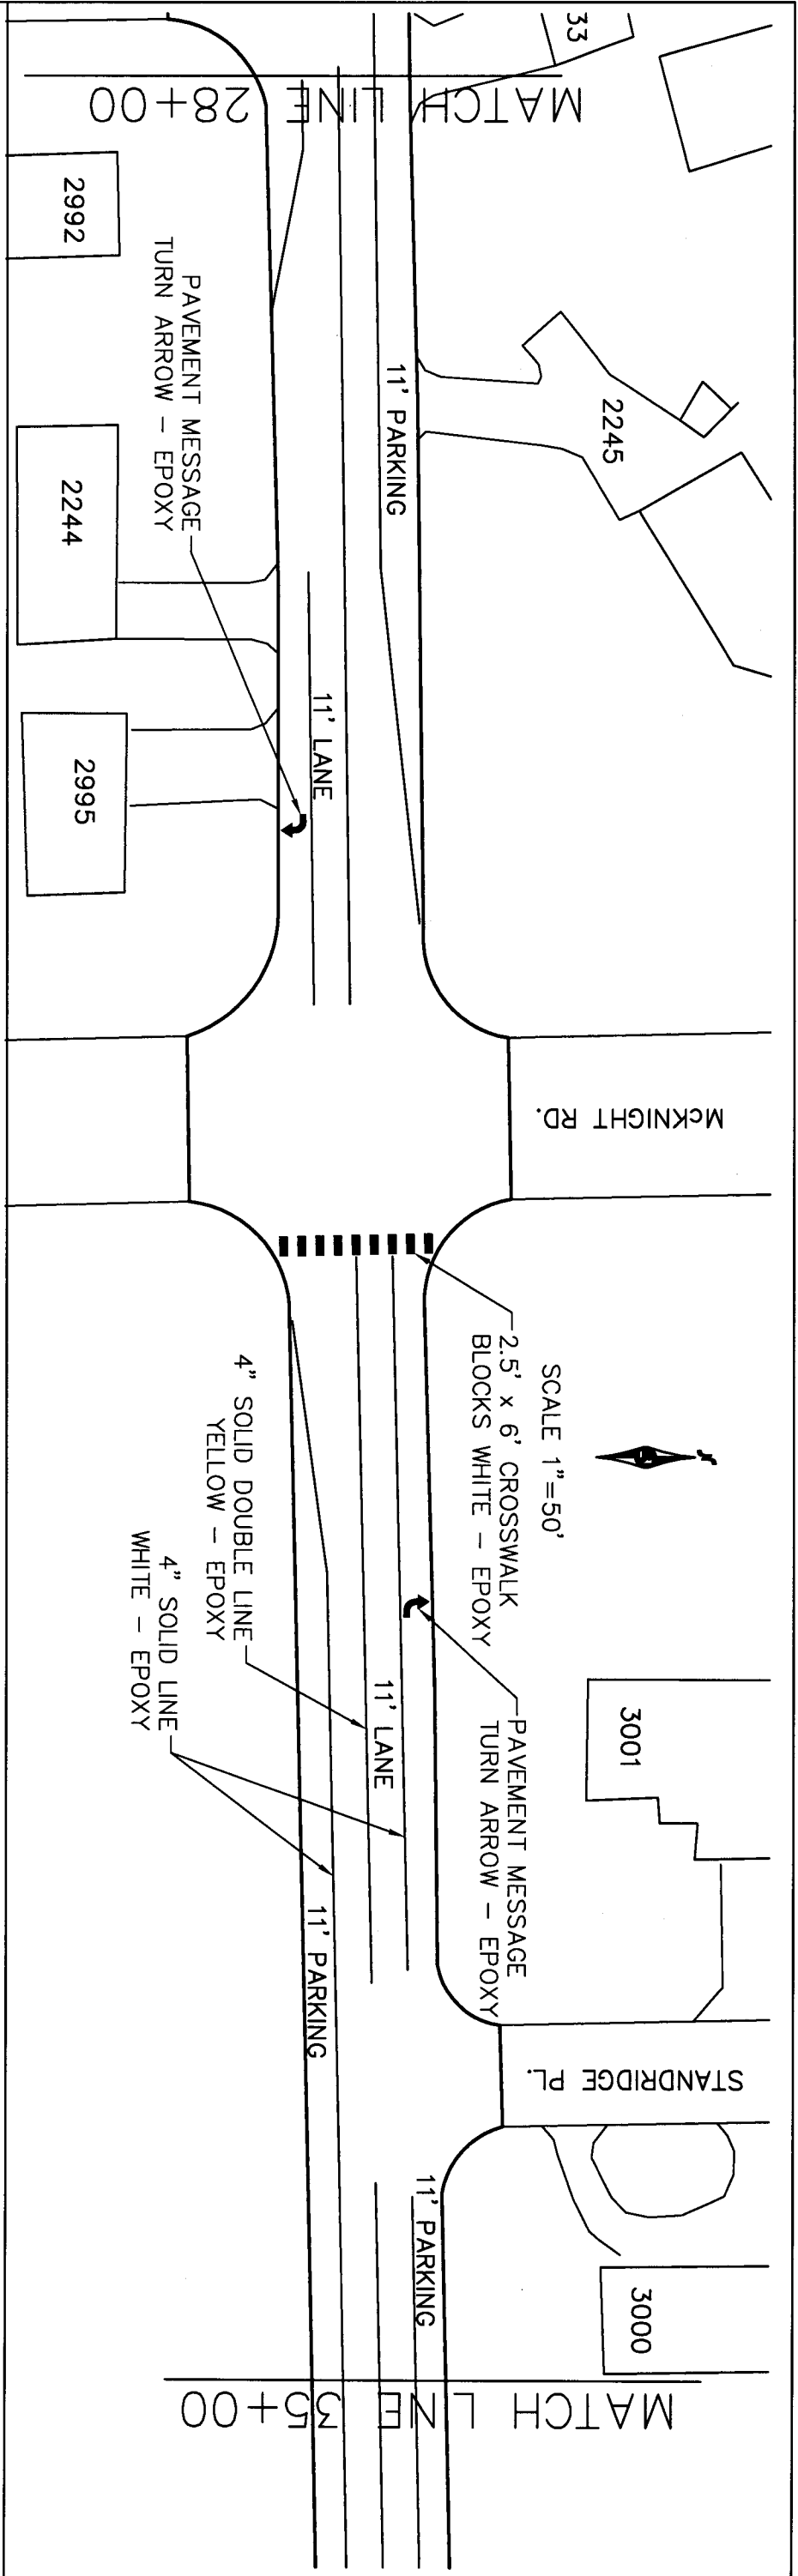 MATCH LINE 28+00
33
2992
2245
11' PARKING
PAVEMENT MESSAGE
TURN ARROW – EPOXY
2244
11' LANE
2995
McKNIGHT RD.
SCALE 1"=50'
2.5' x 6' CROSSWALK
BLOCKS WHITE – EPOXY
4" SOLID DOUBLE LINE
YELLOW – EPOXY
4" SOLID LINE
WHITE – EPOXY
PAVEMENT MESSAGE
TURN ARROW – EPOXY
11' LANE
3001
11' PARKING
STANDRIDGE PL.
11' PARKING
3000
MATCH LINE 35+00